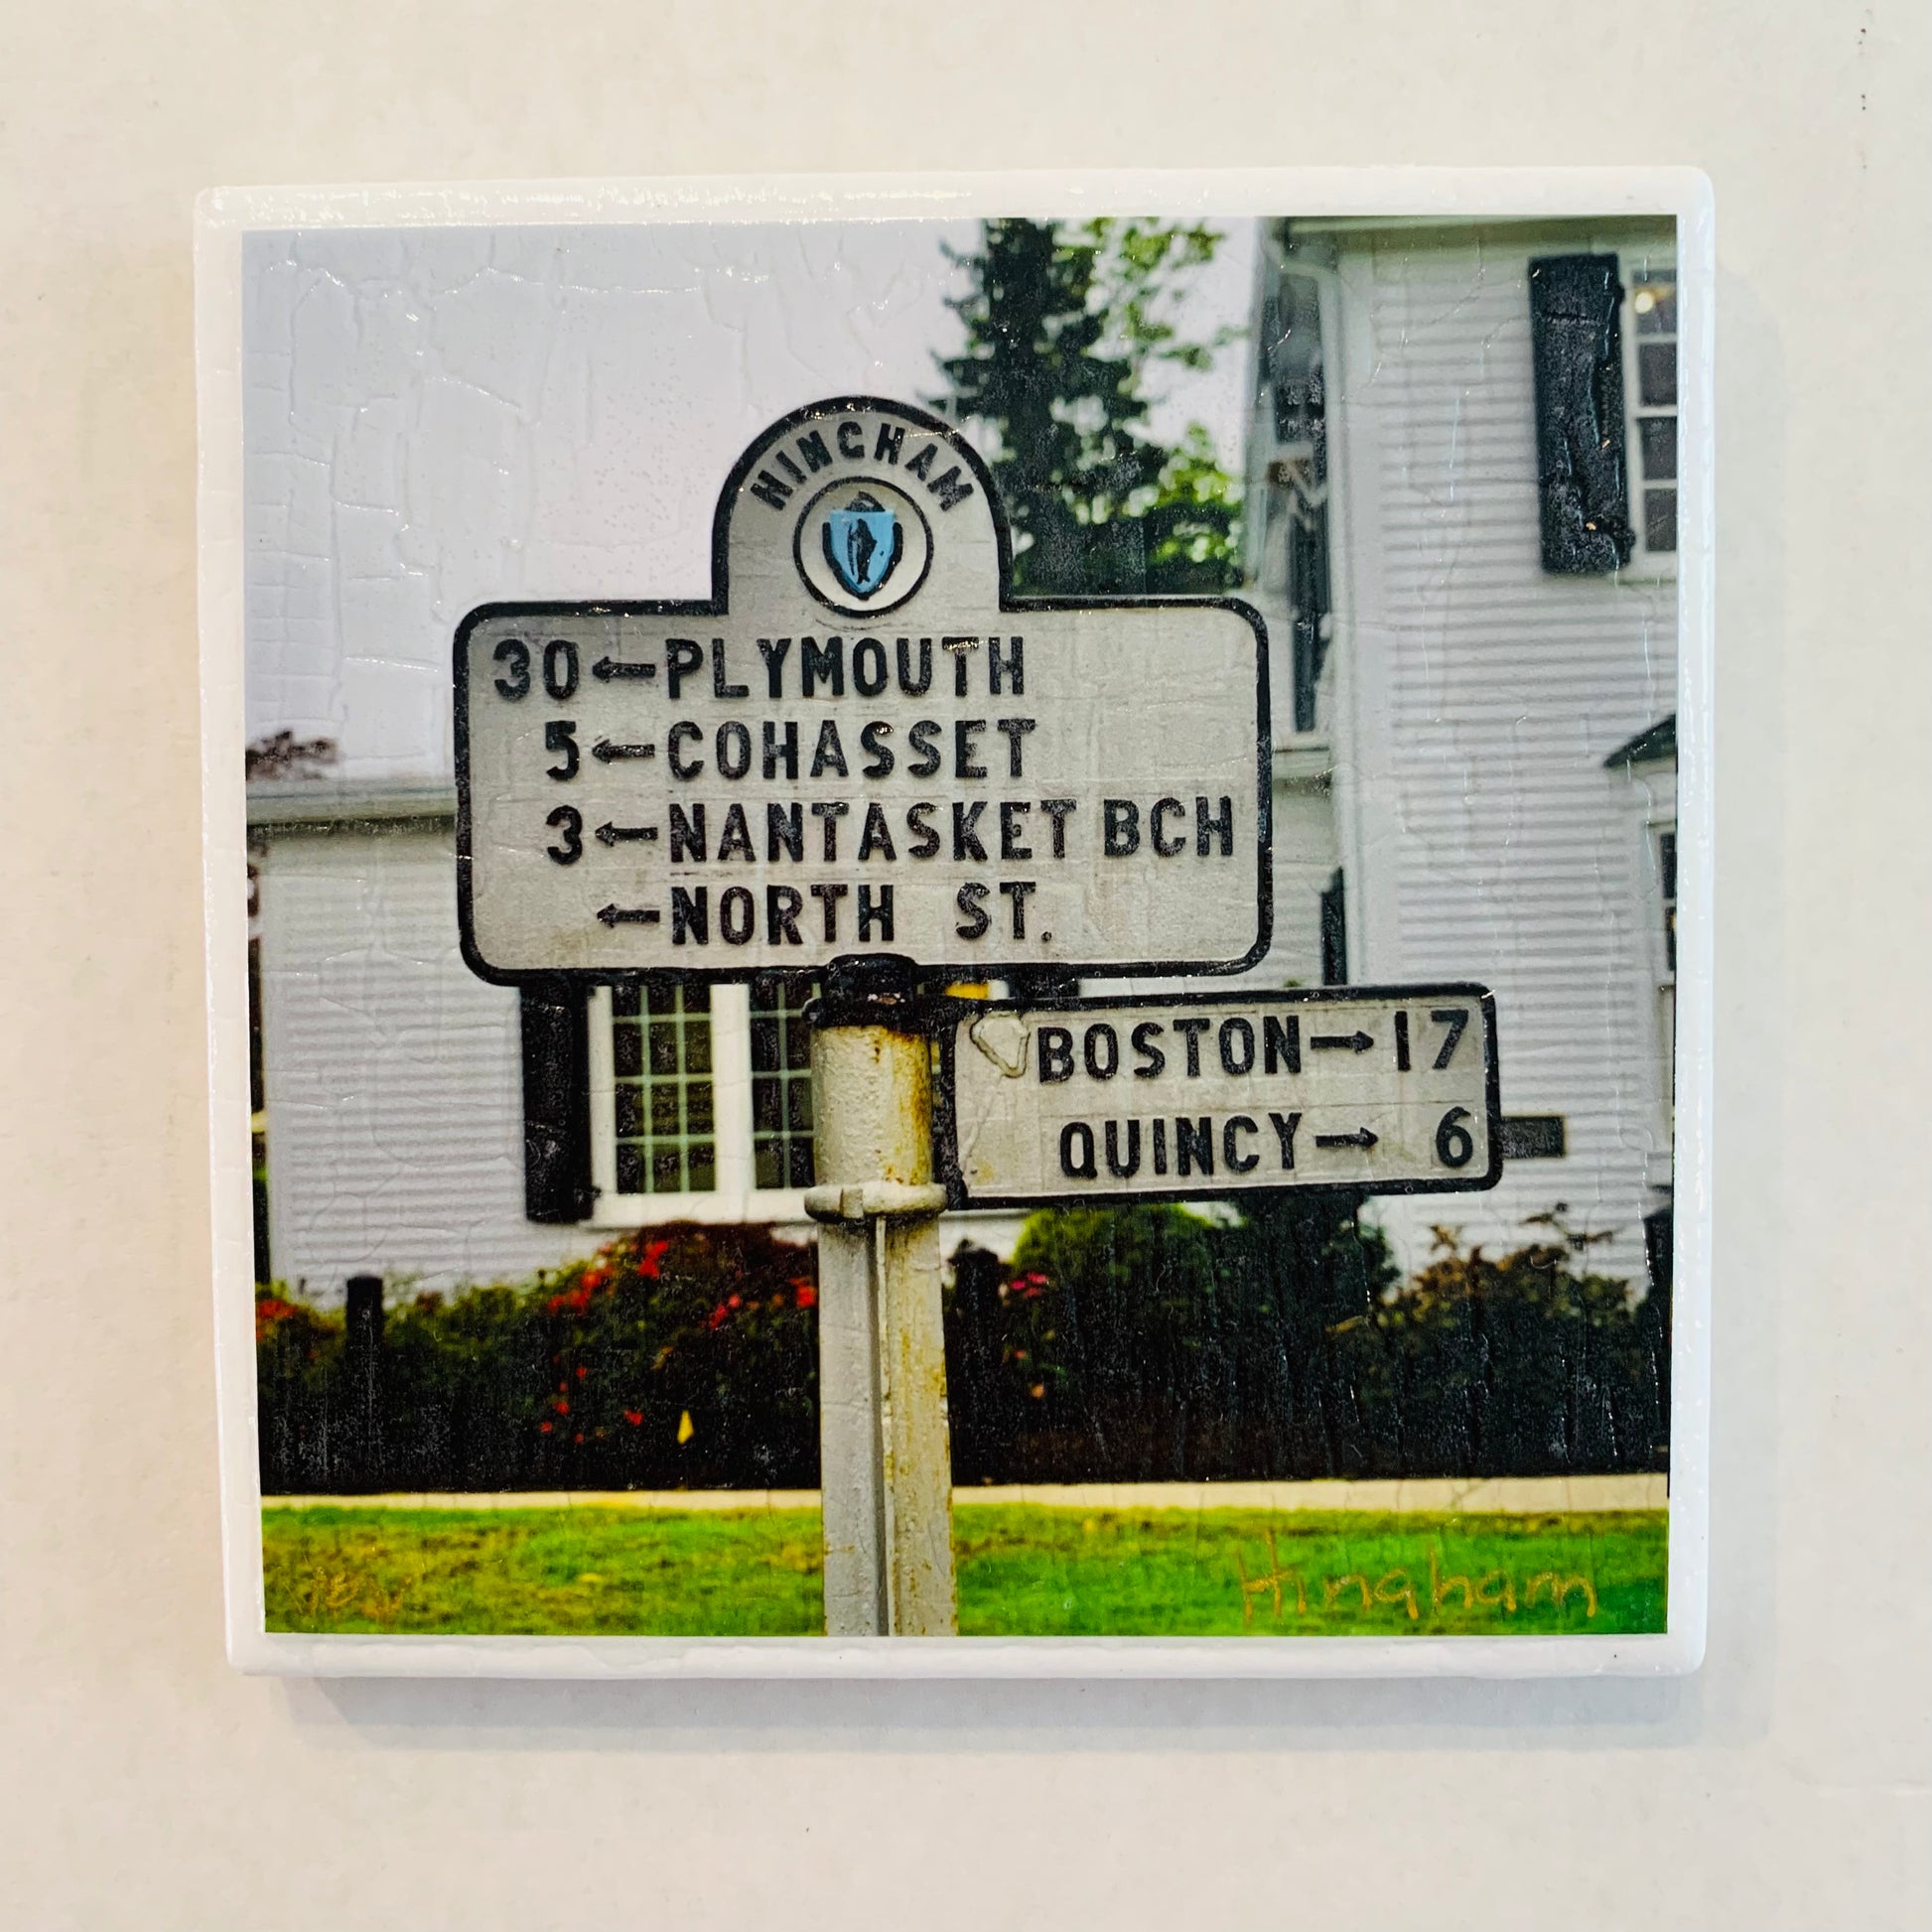 HINGHAM
30 ← PLYMOUTH
5 ← COHASSET
3 ← NANTASKET BCH
← NORTH ST.
BOSTON → 17
QUINCY → 6
Hingham